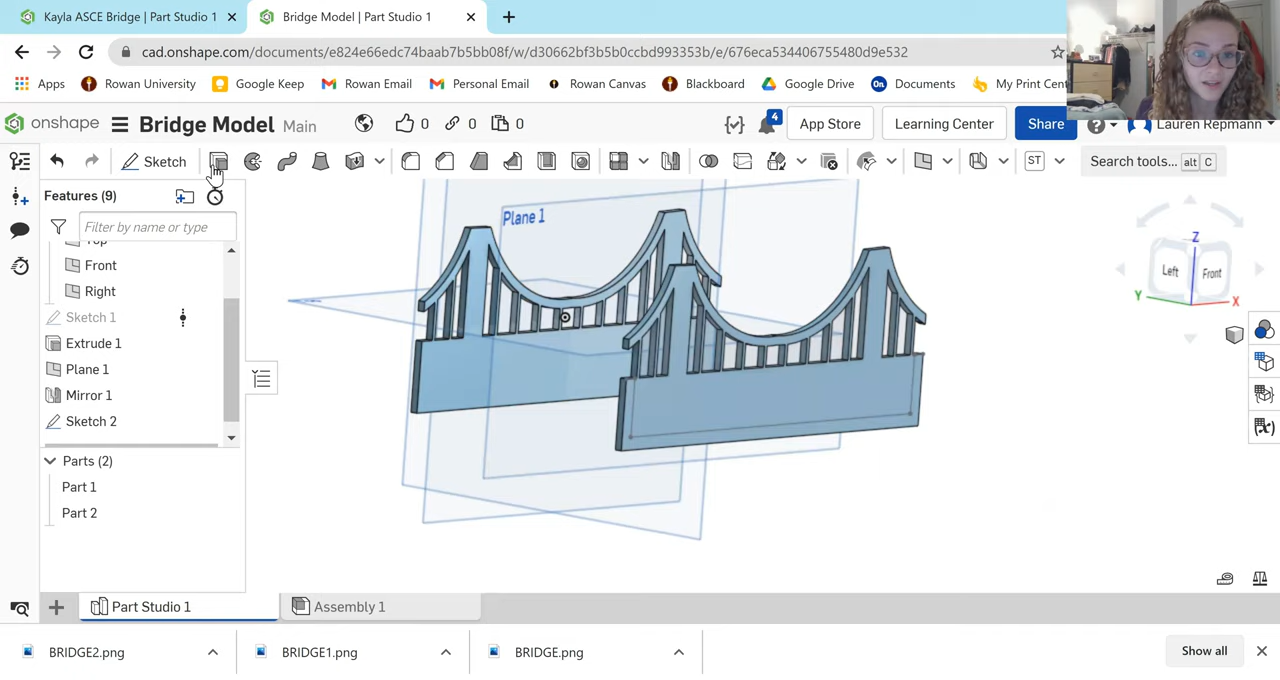 Kayla ASCE Bridge | Part Studio 1
Bridge Model | Part Studio 1
cad.onshape.com/documents/e824e66edc74baab7b5bb08f/w/d30662bf3b5b0ccbd993353b/e/676eca534406755480d9e532
Apps Rowan University Google Keep Rowan Email Personal Email Rowan Canvas Blackboard Google Drive On Documents My Print Cent
onshape Bridge Model Main 0 0 0 4 App Store Learning Center Share Lauren Repmann
Sketch ST Search tools... alt C
Features (9)
Filter by name or type
Top
Front
Right
Sketch 1
Extrude 1
Plane 1
Mirror 1
Sketch 2
Parts (2)
Part 1
Part 2
Plane 1
Z
Left Front
Y X
Part Studio 1 Assembly 1
BRIDGE2.png BRIDGE1.png BRIDGE.png Show all